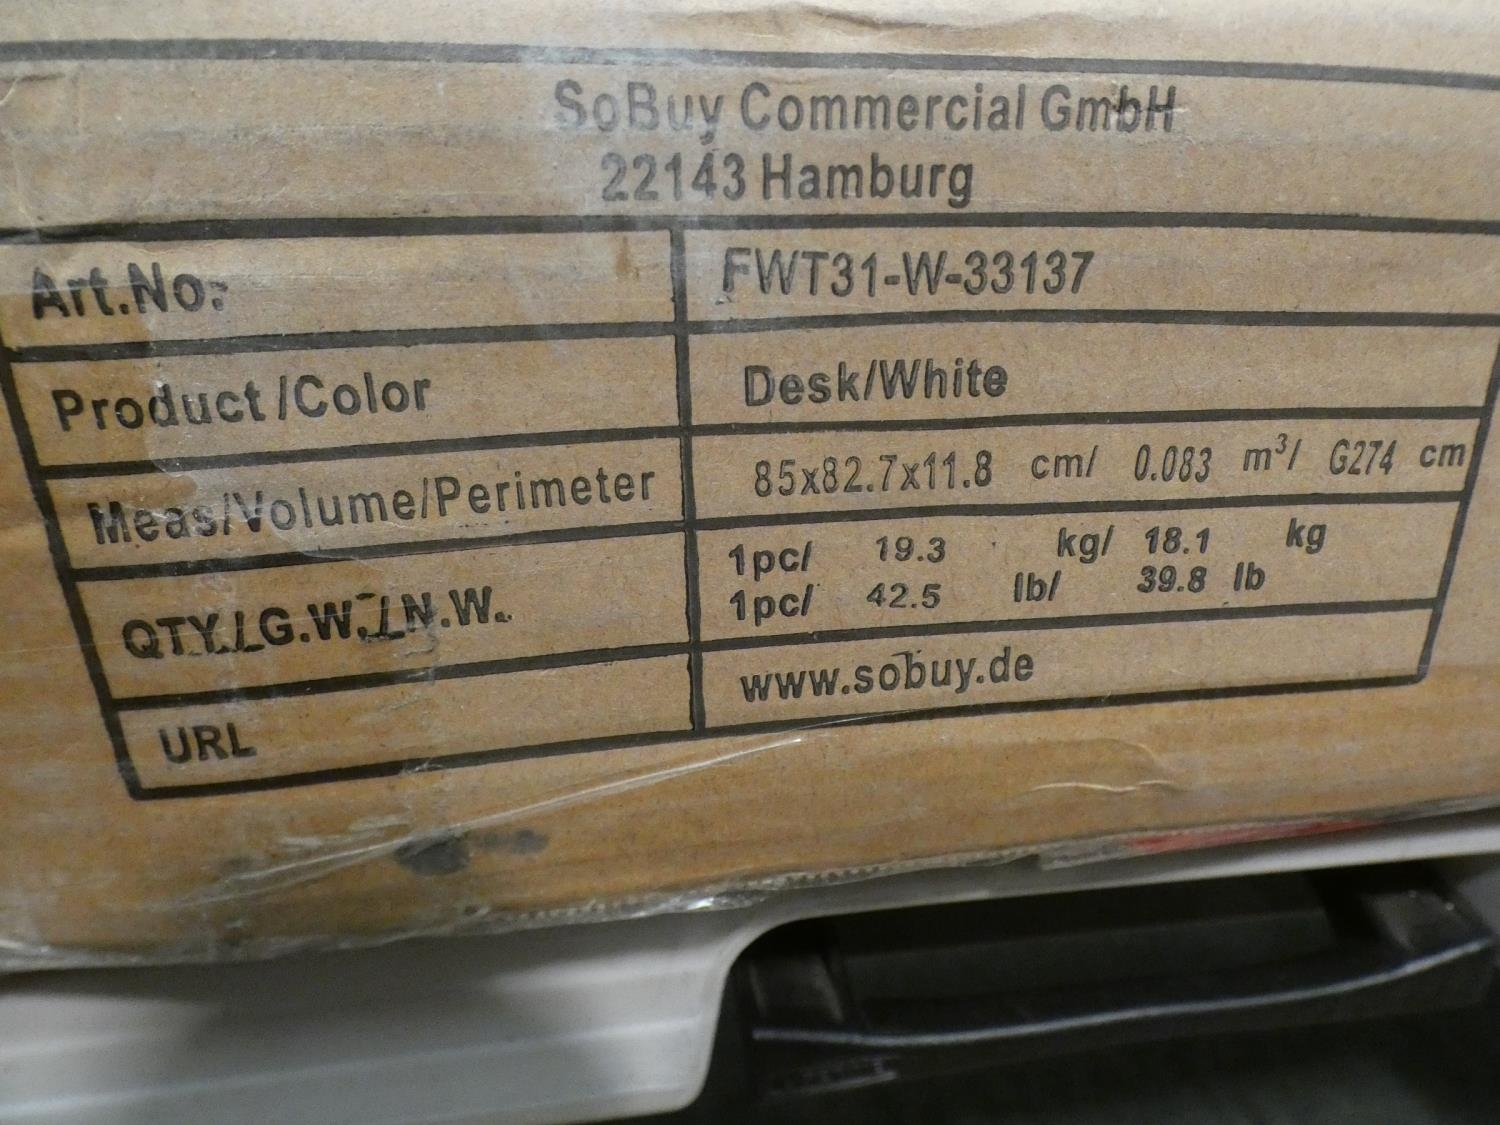 SoBuy Commercial GmbH
22143 Hamburg
Art.No: FWT31-W-33137
Product/Color Desk/White
Meas/Volume/Perimeter 85x82.7x11.8 cm/ 0.083 m³/ G274 cm
QTY./G.W./N.W. 1pc/ 19.3 kg/ 18.1 kg
1pc/ 42.5 lb/ 39.8 lb
URL www.sobuy.de